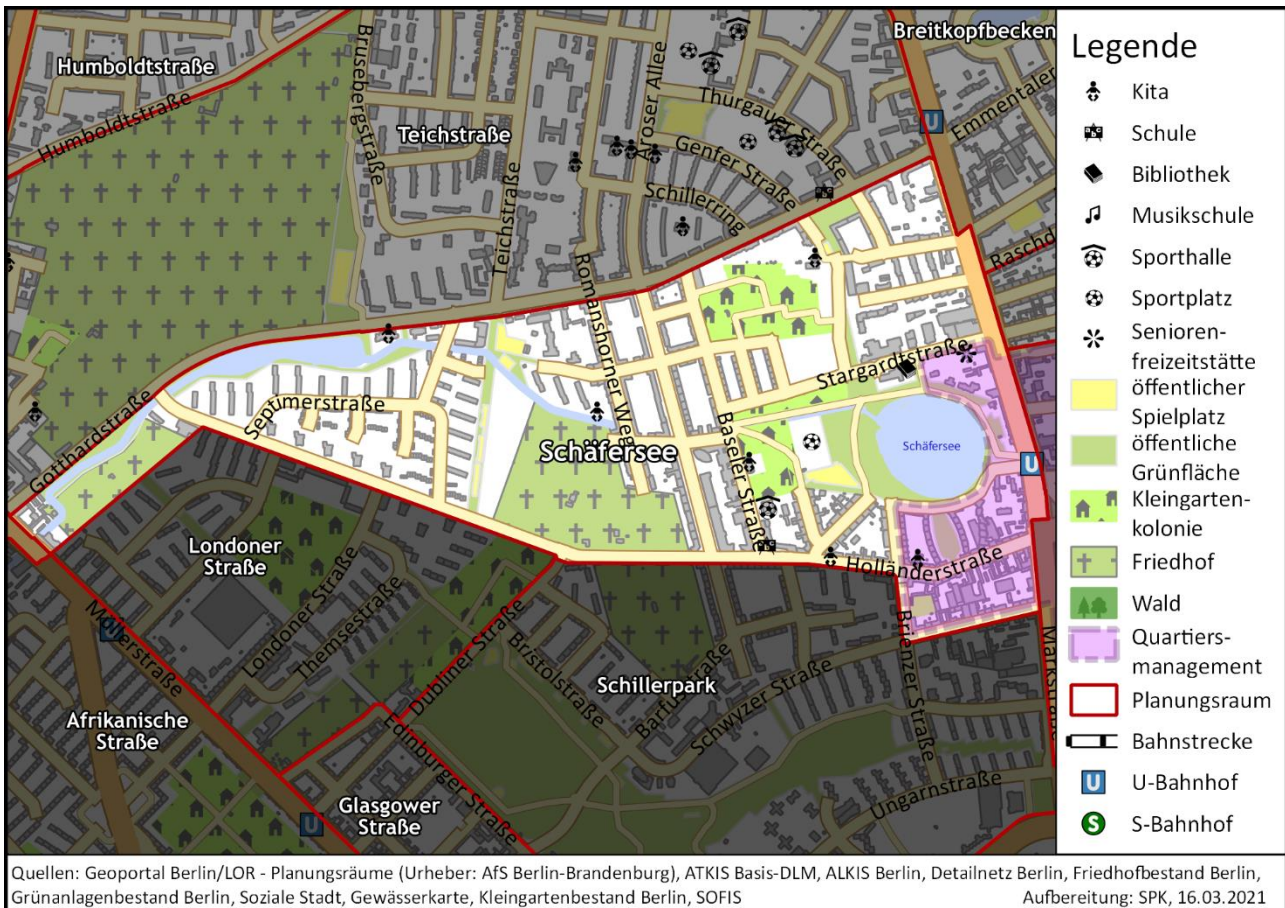 Breitkopfbecken
Humboldtstraße
Humboldtstraße
Brusebergstraße
Teichstraße
Teichstraße
Aroser Allee
Thurgauer Straße
Genfer Straße
Schillerring
Emmentaler
Raschd
Romanshorner Weg
Stargardtstraße
Septimerstraße
Gotthardstraße
Schäfersee
Baseler Straße
Schäfersee
U
U
Holländerstraße
Londoner
Straße
Londoner Straße
Themsestraße
Dubliner Straße
Bristolstraße
Schillerpark
Barfusstraße
Schwyzer Straße
Brienzer Straße
Markstraße
Müllerstraße
U
Afrikanische
Straße
Edinburger Straße
Glasgower
Straße
U
Ungarnstraße
Legende
Kita
Schule
Bibliothek
Musikschule
Sporthalle
Sportplatz
Senioren-
freizeitstätte
öffentlicher
Spielplatz
öffentliche
Grünfläche
Kleingarten-
kolonie
Friedhof
Wald
Quartiers-
management
Planungsraum
Bahnstrecke
U U-Bahnhof
S S-Bahnhof
Quellen: Geoportal Berlin/LOR - Planungsräume (Urheber: AfS Berlin-Brandenburg), ATKIS Basis-DLM, ALKIS Berlin, Detailnetz Berlin, Friedhofbestand Berlin,
Grünanlagenbestand Berlin, Soziale Stadt, Gewässerkarte, Kleingartenbestand Berlin, SOFIS
Aufbereitung: SPK, 16.03.2021